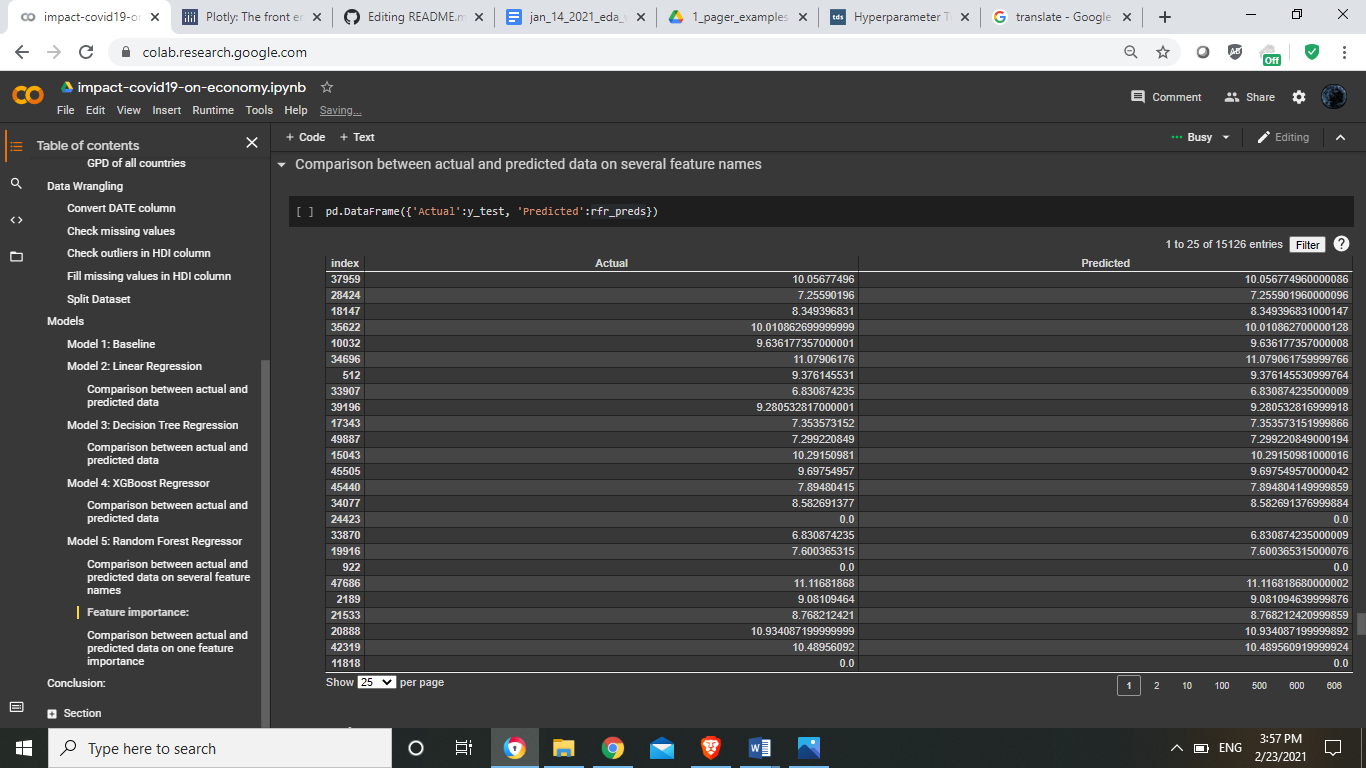 impact-covid19-or
Plotly: The front er
Editing README.m
jan_14_2021_eda_
1_pager_examples
Hyperparameter T
translate - Google
colab.research.google.com
Off
impact-covid19-on-economy.ipynb
File Edit View Insert Runtime Tools Help Saving...
Comment Share
Table of contents
GPD of all countries
Data Wrangling
Convert DATE column
Check missing values
Check outliers in HDI column
Fill missing values in HDI column
Split Dataset
Models
Model 1: Baseline
Model 2: Linear Regression
Comparison between actual and
predicted data
Model 3: Decision Tree Regression
Comparison between actual and
predicted data
Model 4: XGBoost Regressor
Comparison between actual and
predicted data
Model 5: Random Forest Regressor
Comparison between actual and
predicted data on several feature
names
Feature importance:
Comparison between actual and
predicted data on one feature
importance
Conclusion:
Section
+ Code + Text
Busy Editing
Comparison between actual and predicted data on several feature names
[ ] pd.DataFrame({'Actual':y_test, 'Predicted':rfr_preds})
1 to 25 of 15126 entries Filter ?
index Actual Predicted
37959 10.05677496 10.056774960000086
28424 7.25590196 7.255901960000096
18147 8.349396831 8.349396831000147
35622 10.010862699999999 10.010862700000128
10032 9.636177357000001 9.636177357000008
34696 11.07906176 11.079061759999766
512 9.376145531 9.376145530999764
33907 6.830874235 6.830874235000009
39196 9.280532817000001 9.280532816999918
17343 7.353573152 7.353573151999866
49887 7.299220849 7.299220849000194
15043 10.29150981 10.29150981000016
45505 9.69754957 9.697549570000042
45440 7.89480415 7.894804149999859
34077 8.582691377 8.582691376999884
24423 0.0 0.0
33870 6.830874235 6.830874235000009
19916 7.600365315 7.600365315000076
922 0.0 0.0
47686 11.11681868 11.116818680000002
2189 9.08109464 9.081094639999876
21533 8.768212421 8.768212420999859
20888 10.934087199999999 10.934087199999892
42319 10.48956092 10.489560919999924
11818 0.0 0.0
Show 25 per page
1 2 10 100 500 600 606
Type here to search
ENG
3:57 PM
2/23/2021